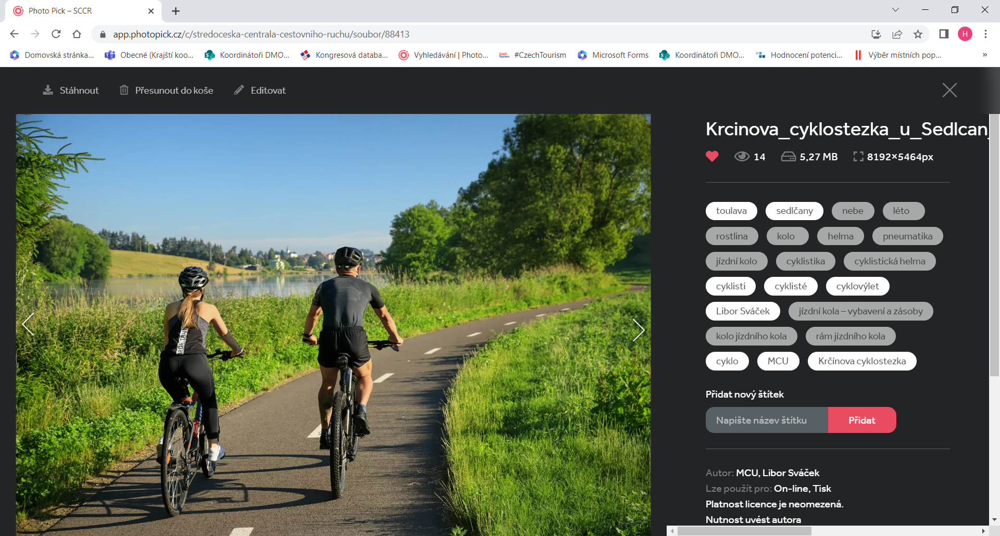 Photo Pick – SCCR
app.photopick.cz/c/stredoceska-centrala-cestovniho-ruchu/soubor/88413
H
Domovská stránka... Obecné (Krajští koo... Koordinátoři DMO... Kongresová databa... Vyhledávání | Photo... #CzechTourism Microsoft Forms Koordinátoři DMO... Hodnocení potenci... Výběr místních pop... »
Stáhnout Přesunout do koše Editovat
Krcinova_cyklostezka_u_Sedlcan_
14 5,27 MB 8192×5464px
toulava sedlčany nebe léto
rostlina kolo helma pneumatika
jízdní kolo cyklistika cyklistická helma
cyklisti cyklisté cyklovýlet
Libor Sváček jízdní kola – vybavení a zásoby
kolo jízdního kola rám jízdního kola
cyklo MCU Krčínova cyklostezka
Přidat nový štítek
Napište název štítku Přidat
Autor: MCU, Libor Sváček
Lze použít pro: On-line, Tisk
Platnost licence je neomezená.
Nutnost uvést autora